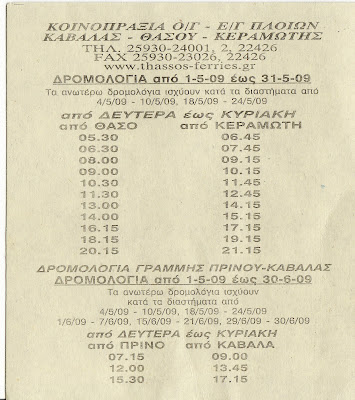 ΚΟΙΝΟΠΡΑΞΙΑ Ο/Γ - Ε/Γ ΠΛΟΙΩΝ
ΚΑΒΑΛΑΣ - ΘΑΣΟΥ - ΚΕΡΑΜΩΤΗΣ
ΤΗΛ. 25930-24001, 2, 22426
FAX 25930-23026, 22426
www.thassos-ferries.gr
ΔΡΟΜΟΛΟΓΙΑ από 1-5-09 έως 31-5-09
Τα ανωτέρω δρομολόγια ισχύουν κατά τα διαστήματα από
4/5/09 - 10/5/09, 18/5/09 - 24/5/09
από ΔΕΥΤΕΡΑ έως ΚΥΡΙΑΚΗ
από ΘΑΣΟ από ΚΕΡΑΜΩΤΗ
05.30 06.45
06.30 07.45
08.00 09.15
09.00 10.15
10.30 11.45
11.30 12.45
13.00 14.15
14.00 15.15
16.15 17.15
18.15 19.15
20.15 21.15
ΔΡΟΜΟΛΟΓΙΑ ΓΡΑΜΜΗΣ ΠΡΙΝΟΥ-ΚΑΒΑΛΑΣ
ΔΡΟΜΟΛΟΓΙΑ από 1-5-09 έως 30-6-09
Τα ανωτέρω δρομολόγια ισχύουν
κατά τα διαστήματα από
4/5/09 - 10/5/09, 18/5/09 - 24/5/09
1/6/09 - 7/6/09, 15/6/09 - 21/6/09, 29/6/09 - 30/6/09
από ΔΕΥΤΕΡΑ έως ΚΥΡΙΑΚΗ
από ΠΡΙΝΟ από ΚΑΒΑΛΑ
07.15 09.00
12.00 13.45
15.30 17.15